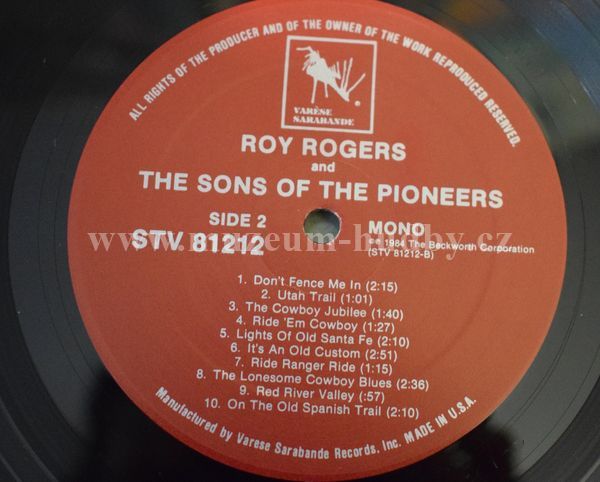 ALL RIGHTS OF THE PRODUCER AND OF THE OWNER OF THE WORK REPRODUCED RESERVED.
VARÈSE
SARABANDE
ROY ROGERS
and
THE SONS OF THE PIONEERS
SIDE 2
STV 81212
MONO
℗© 1984 The Beckworth Corporation
(STV 81212-B)
www.muzeum-hudby.cz
1. Don't Fence Me In (2:15)
2. Utah Trail (1:01)
3. The Cowboy Jubilee (1:40)
4. Ride 'Em Cowboy (1:27)
5. Lights Of Old Santa Fe (2:10)
6. It's An Old Custom (2:51)
7. Ride Ranger Ride (1:15)
8. The Lonesome Cowboy Blues (2:36)
9. Red River Valley (:57)
10. On The Old Spanish Trail (2:10)
Manufactured by Varese Sarabande Records, Inc. MADE IN U.S.A.